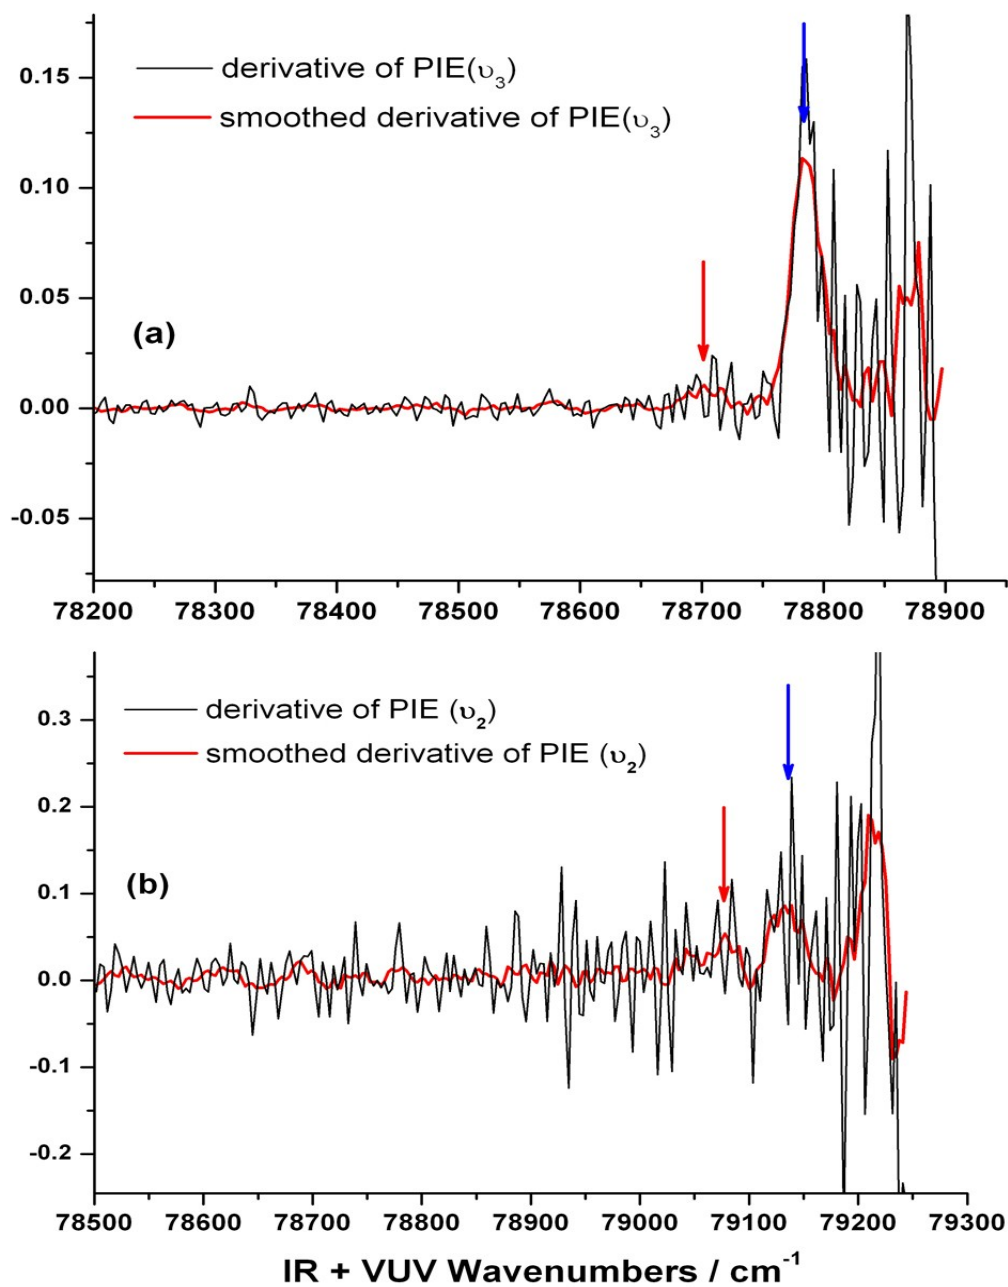 derivative of PIE(υ₃)
smoothed derivative of PIE(υ₃)
0.15
0.10
0.05
(a)
0.00
-0.05
78200 78300 78400 78500 78600 78700 78800 78900
derivative of PIE (υ₂)
smoothed derivative of PIE (υ₂)
0.3
0.2
0.1
(b)
0.0
-0.1
-0.2
78500 78600 78700 78800 78900 79000 79100 79200 79300
IR + VUV Wavenumbers / cm⁻¹